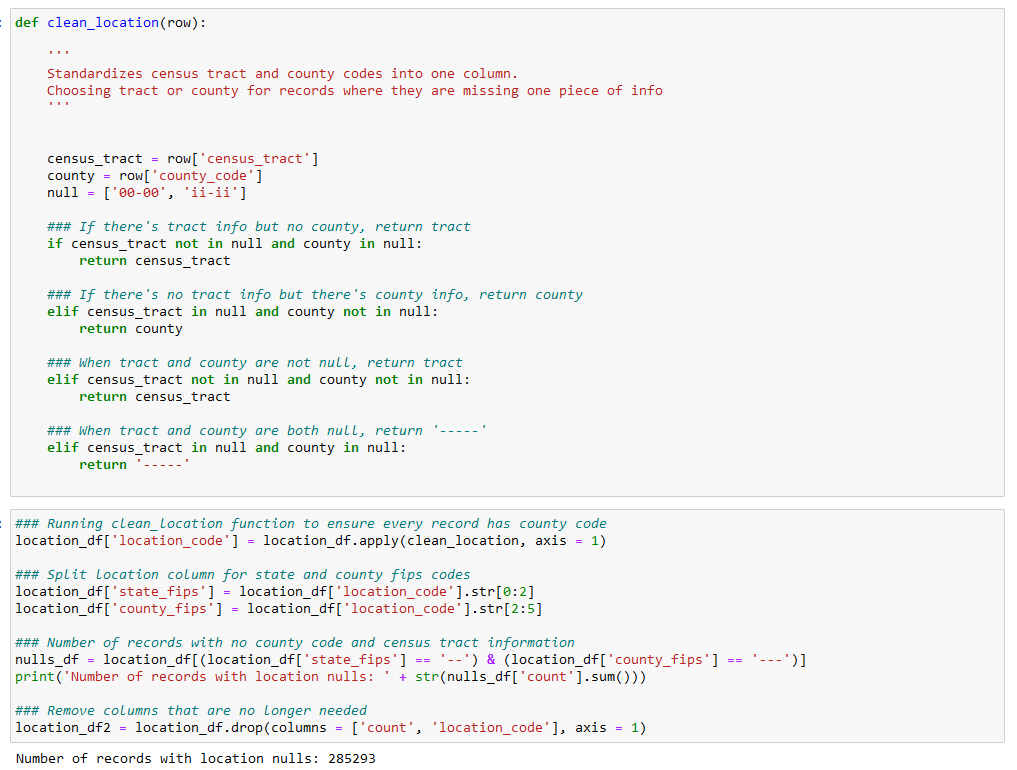 def clean_location(row):
'''
Standardizes census tract and county codes into one column.
Choosing tract or county for records where they are missing one piece of info
'''
census_tract = row['census_tract']
county = row['county_code']
null = ['00-00', 'ii-ii']
### If there's tract info but no county, return tract
if census_tract not in null and county in null:
return census_tract
### If there's no tract info but there's county info, return county
elif census_tract in null and county not in null:
return county
### When tract and county are not null, return tract
elif census_tract not in null and county not in null:
return census_tract
### When tract and county are both null, return '-----'
elif census_tract in null and county in null:
return '-----'
### Running clean_location function to ensure every record has county code
location_df['location_code'] = location_df.apply(clean_location, axis = 1)
### Split location column for state and county fips codes
location_df['state_fips'] = location_df['location_code'].str[0:2]
location_df['county_fips'] = location_df['location_code'].str[2:5]
### Number of records with no county code and census tract information
nulls_df = location_df[(location_df['state_fips'] == '--') & (location_df['county_fips'] == '---')]
print('Number of records with location nulls: ' + str(nulls_df['count'].sum()))
### Remove columns that are no longer needed
location_df2 = location_df.drop(columns = ['count', 'location_code'], axis = 1)
Number of records with location nulls: 285293